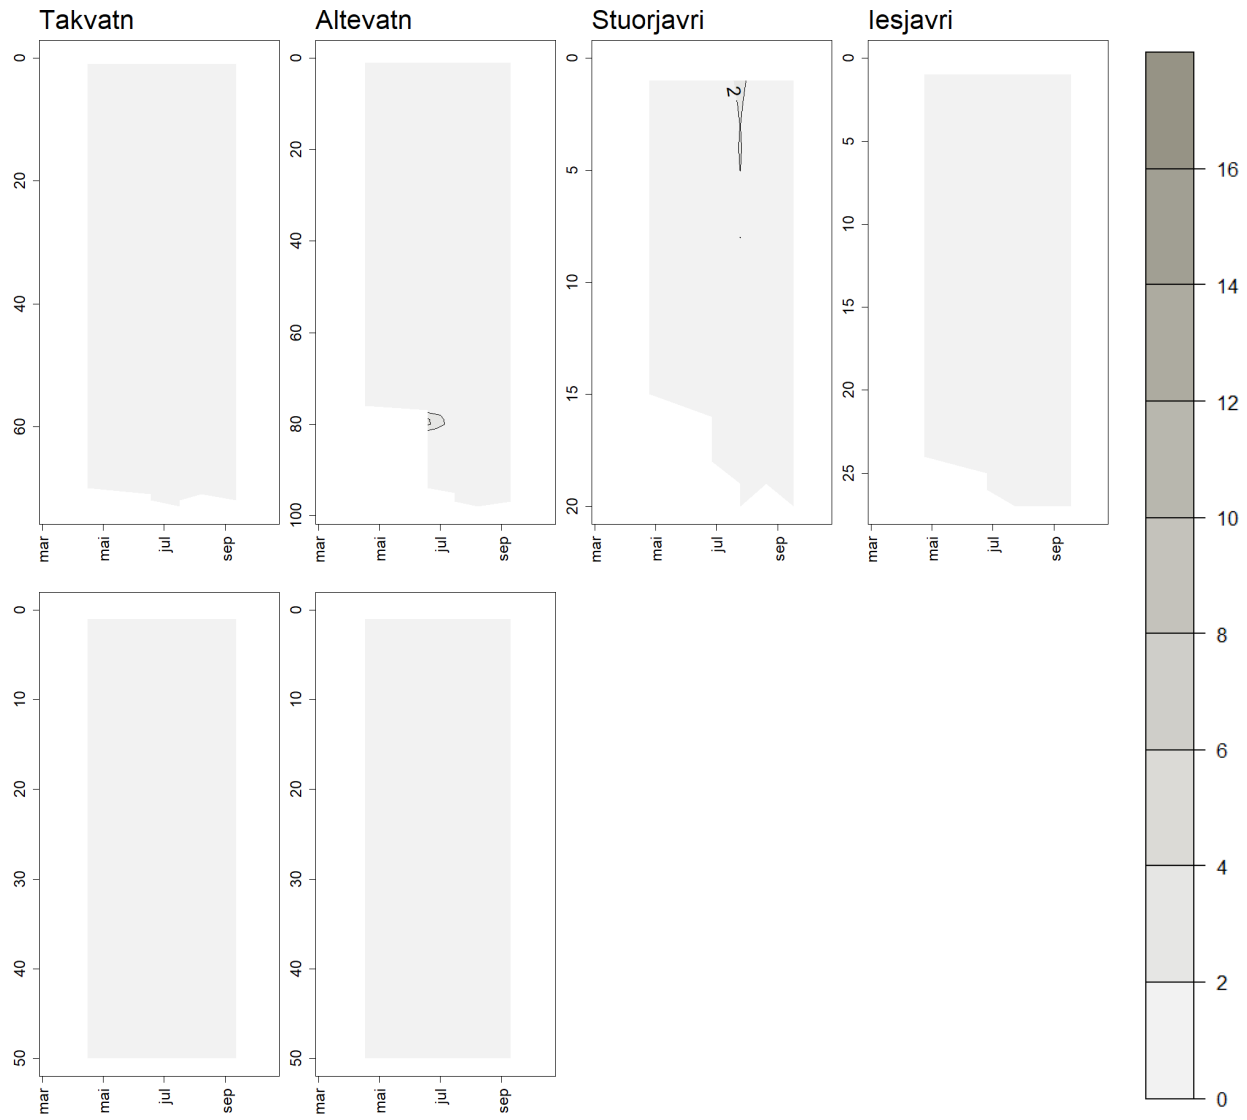 Takvatn Altevatn Stuorjavri Iesjavri
0 20 40 60
mar mai jul sep
0 20 40 60 80 100
mar mai jul sep
2
0 5 10 15 20
mar mai jul sep
0 5 10 15 20 25
mar mai jul sep
0 10 20 30 40 50
mar mai jul sep
0 10 20 30 40 50
mar mai jul sep
16
14
12
10
8
6
4
2
0